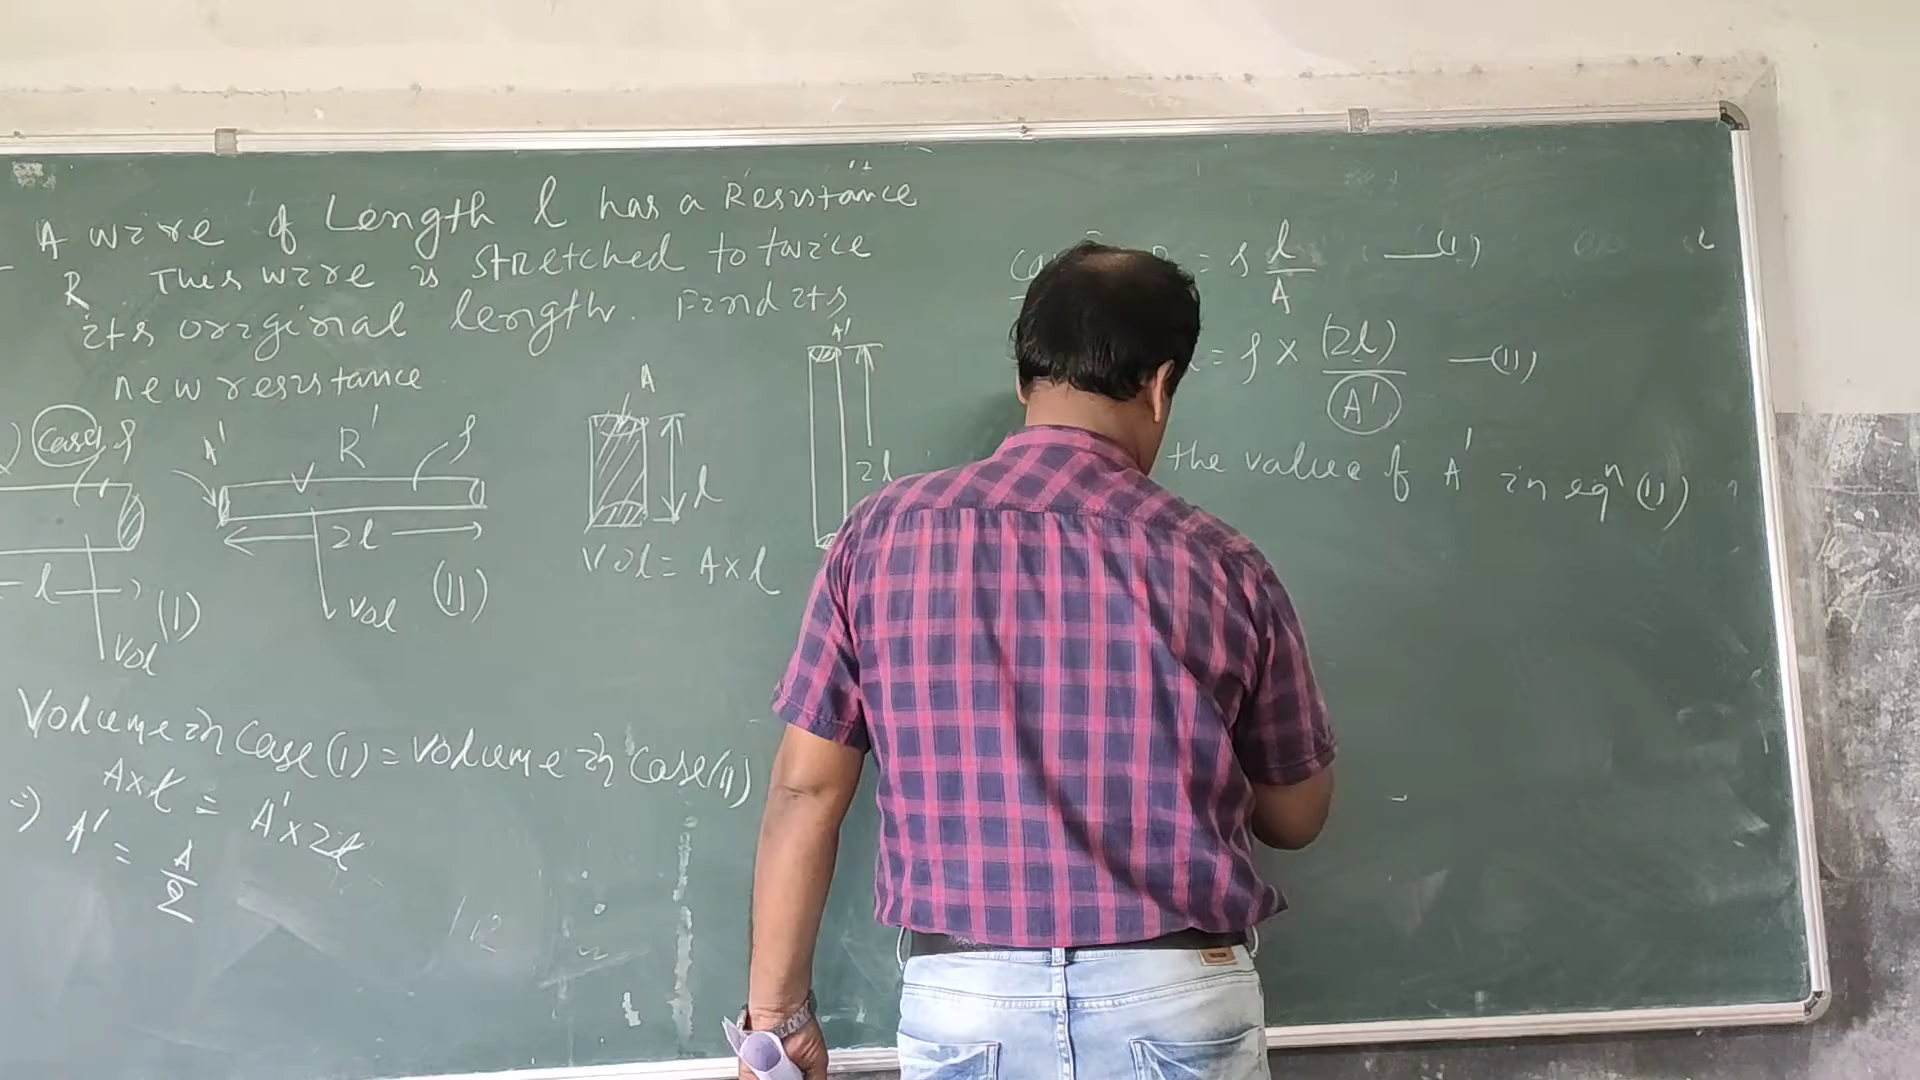 A wire of Length l has a Resistance
R This wire is stretched to twice
its original length. Find its
new resistance
Case I ρ
A' R' ρ
2l
l (I)
Vol
Vol (II)
A
l
Vol = A×l
A'
2l
Volume in Case (I) = Volume in Case (II)
A×l = A'×2l
⇒ A' = A/2
= ρ l/A —(I)
= ρ × (2l)/A' —(II)
the value of A' in eqⁿ (II)